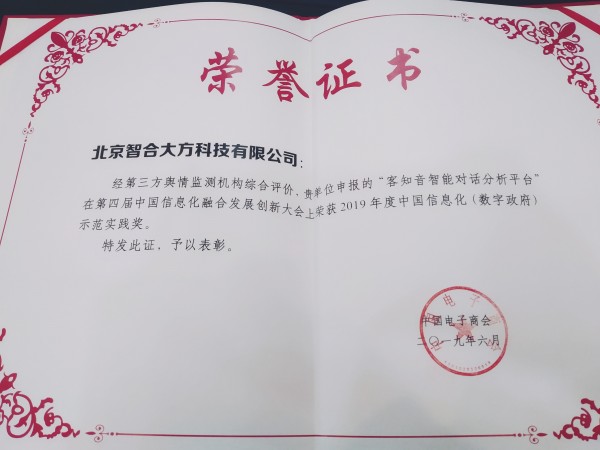 荣誉证书
北京智合大方科技有限公司：
经第三方舆情监测机构综合评价、贵单位申报的“客知音智能对话分析平台”
在第四届中国信息化融合发展创新大会上荣获2019年度中国信息化（数字政府）
示范实践奖。
特发此证，予以表彰。
中国电子商会
二〇一九年六月